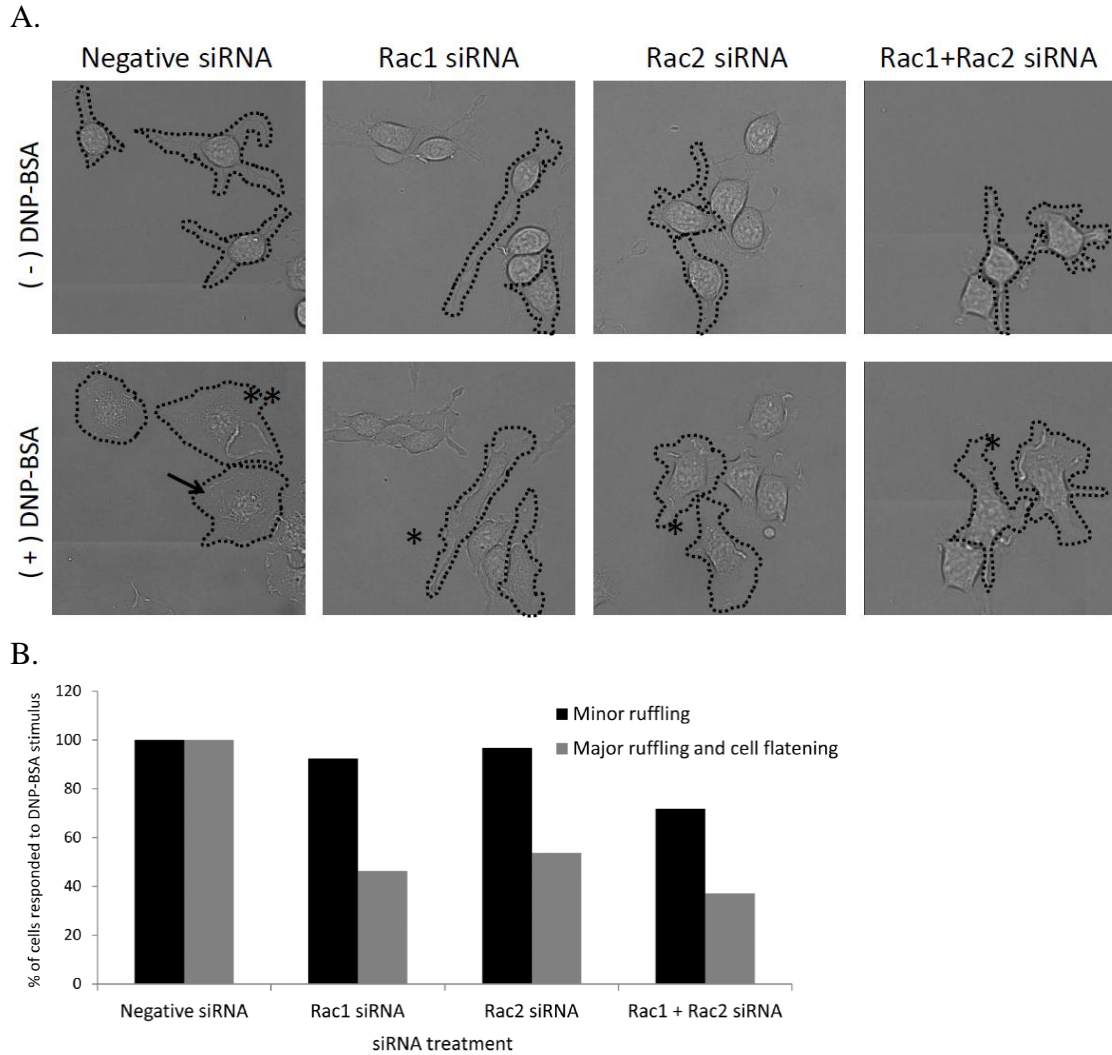 A.
Negative siRNA
Rac1 siRNA
Rac2 siRNA
Rac1+Rac2 siRNA
( - ) DNP-BSA
( + ) DNP-BSA
**
*
*
*
B.
% of cells responded to DNP-BSA stimulus
120
100
80
60
40
20
0
Minor ruffling
Major ruffling and cell flatening
Negative siRNA
Rac1 siRNA
Rac2 siRNA
Rac1 + Rac2 siRNA
siRNA treatment